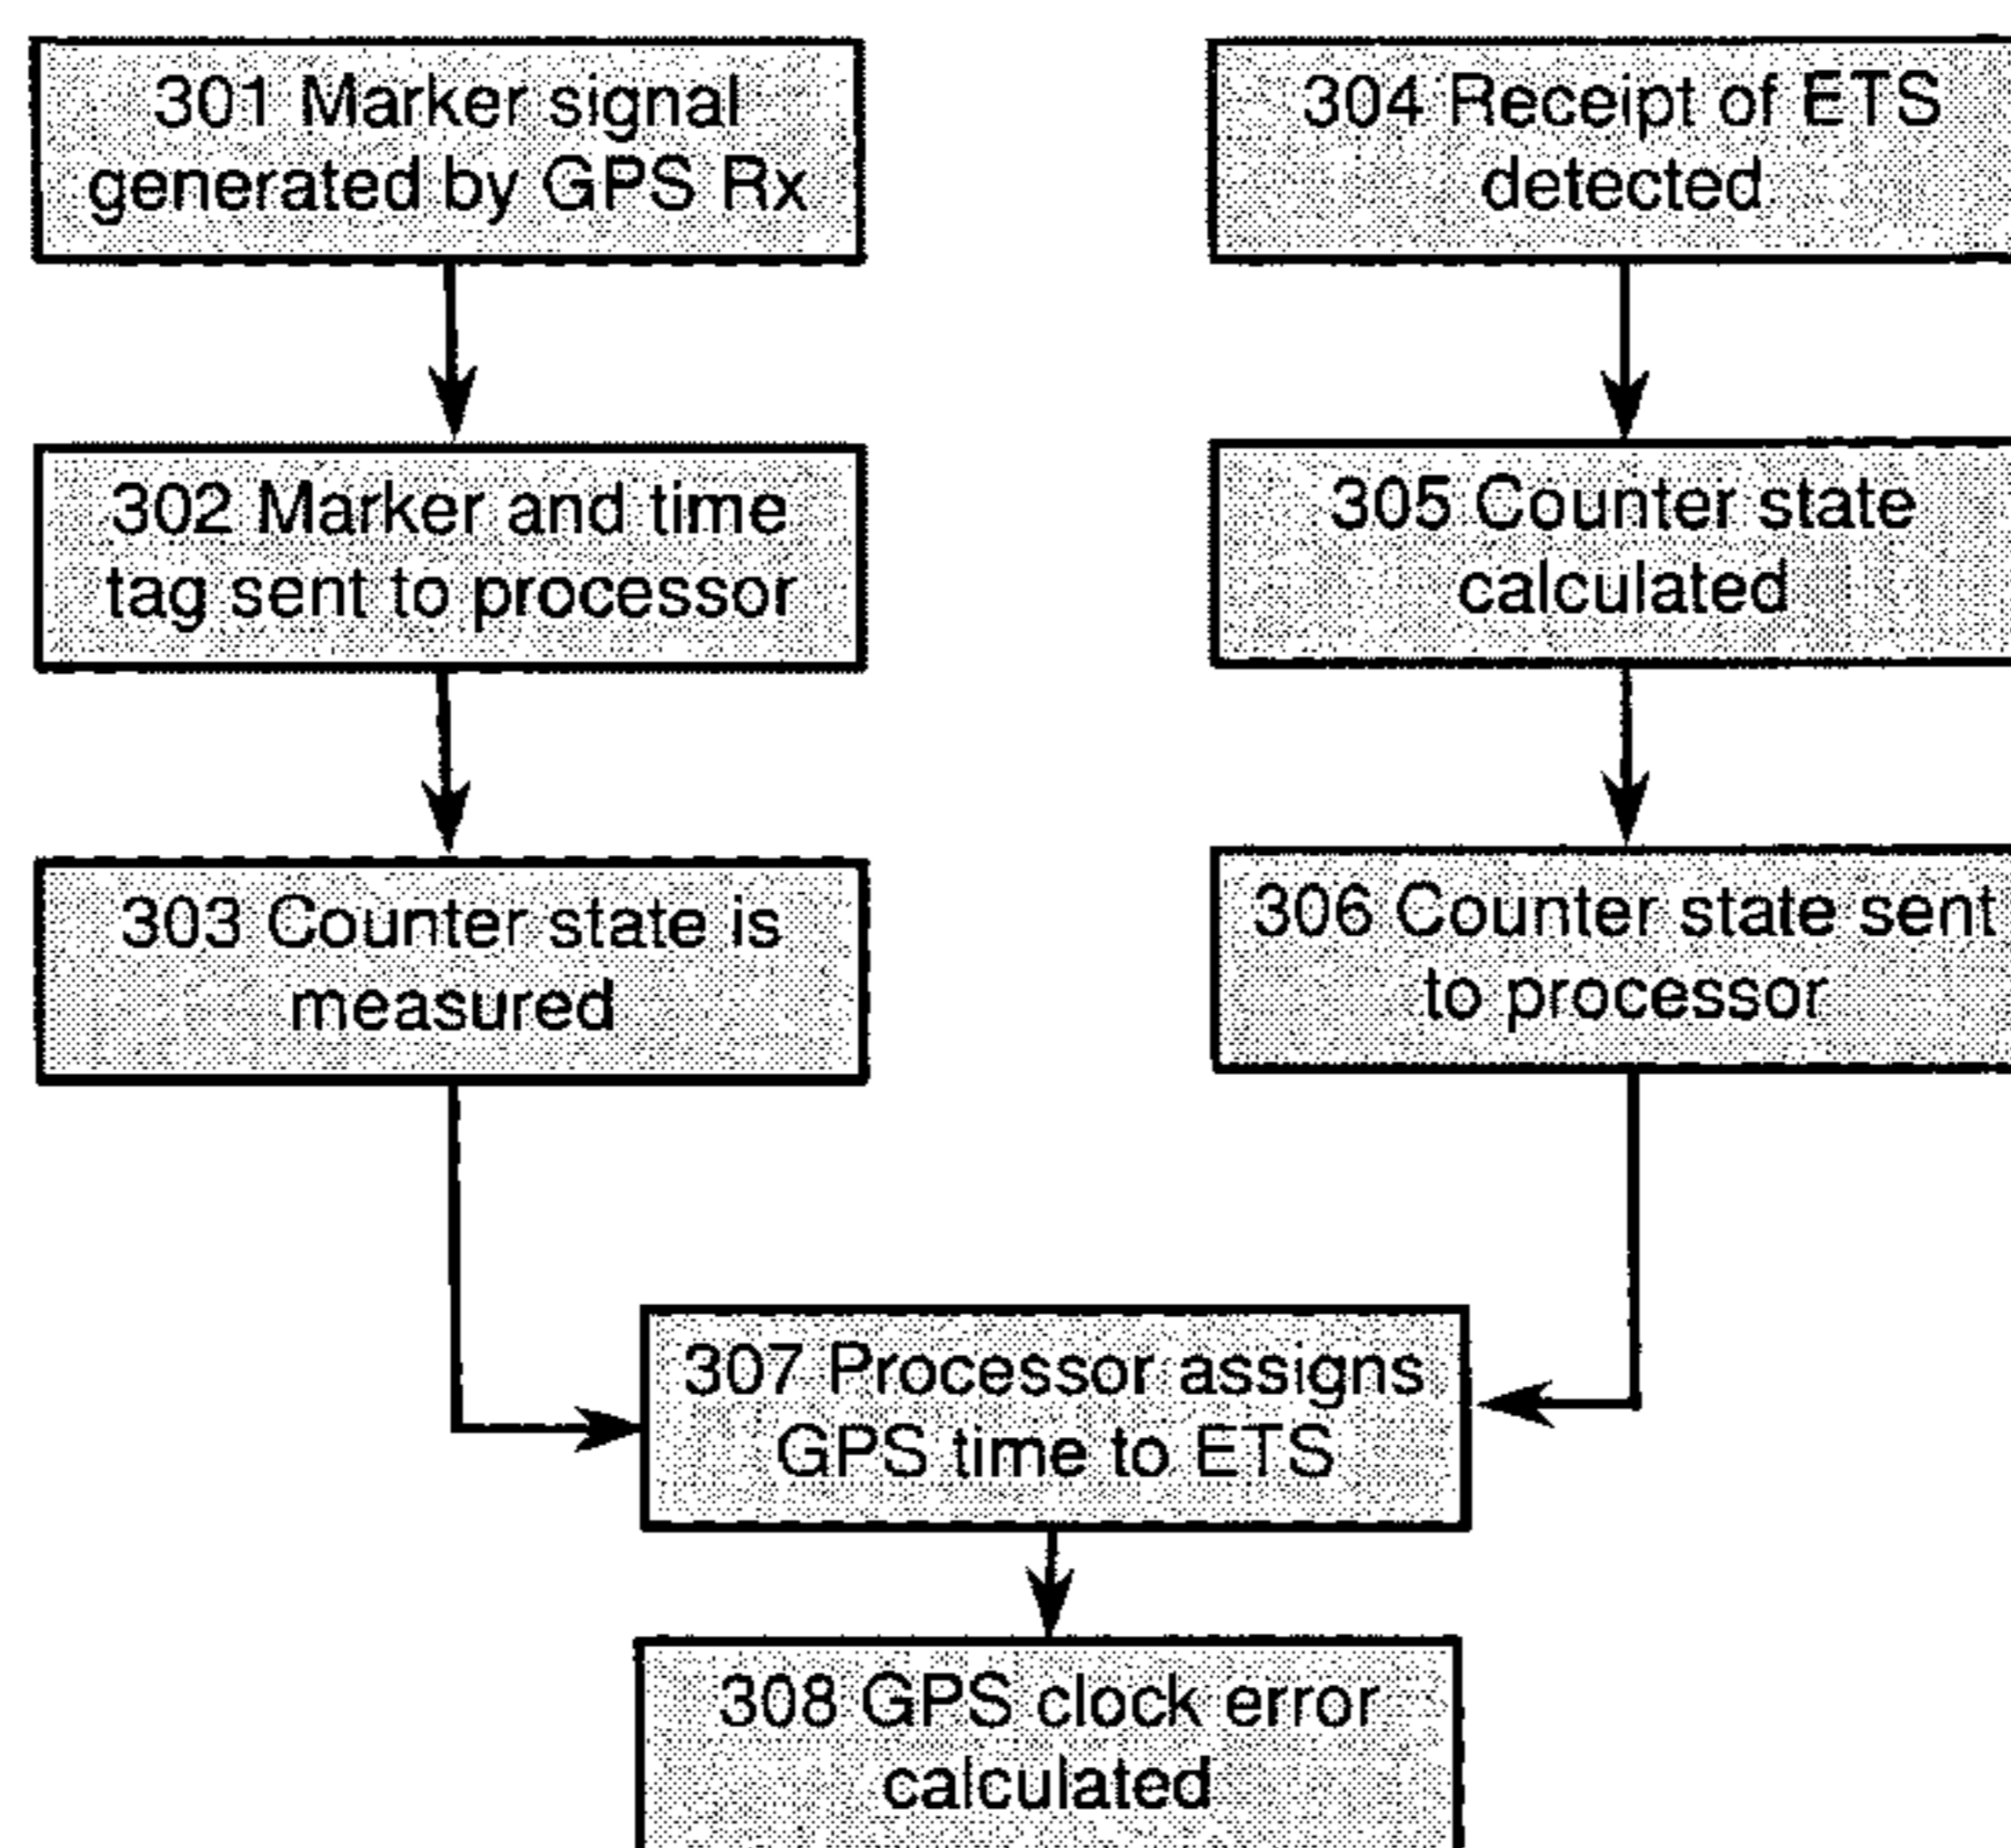 301 Marker signal
generated by GPS Rx
302 Marker and time
tag sent to processor
303 Counter state is
measured
304 Receipt of ETS
detected
305 Counter state
calculated
306 Counter state sent
to processor
307 Processor assigns
GPS time to ETS
308 GPS clock error
calculated